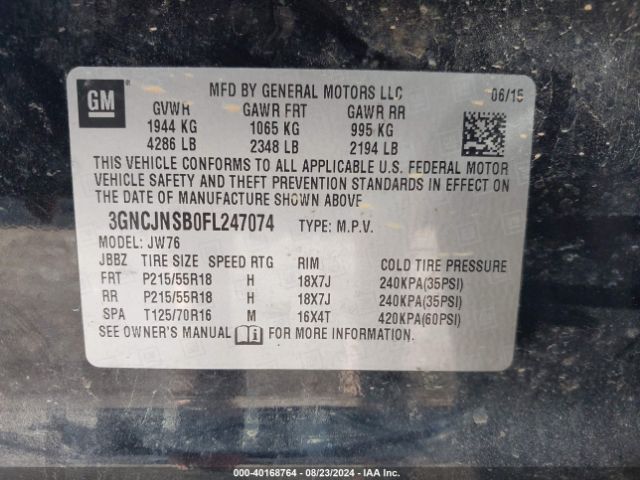 GM
MFD BY GENERAL MOTORS LLC 06/15
GVWR GAWR FRT GAWR RR
1944 KG 1065 KG 995 KG
4286 LB 2348 LB 2194 LB
THIS VEHICLE CONFORMS TO ALL APPLICABLE U.S. FEDERAL MOTOR
VEHICLE SAFETY AND THEFT PREVENTION STANDARDS IN EFFECT ON
THE DATE OF MANUFACTURE SHOWN ABOVE
3GNCJNSB0FL247074 TYPE: M.P.V.
MODEL: JW76
JBBZ TIRE SIZE SPEED RTG RIM COLD TIRE PRESSURE
FRT P215/55R18 H 18X7J 240KPA(35PSI)
RR P215/55R18 H 18X7J 240KPA(35PSI)
SPA T125/70R16 M 16X4T 420KPA(60PSI)
SEE OWNER'S MANUAL i FOR MORE INFORMATION.
000-40168764 - 08/23/2024 - IAA Inc.